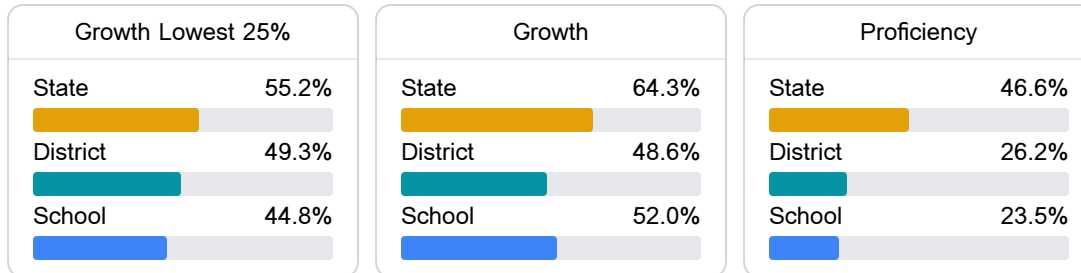 Growth Lowest 25%
State 55.2%
District 49.3%
School 44.8%
Growth
State 64.3%
District 48.6%
School 52.0%
Proficiency
State 46.6%
District 26.2%
School 23.5%